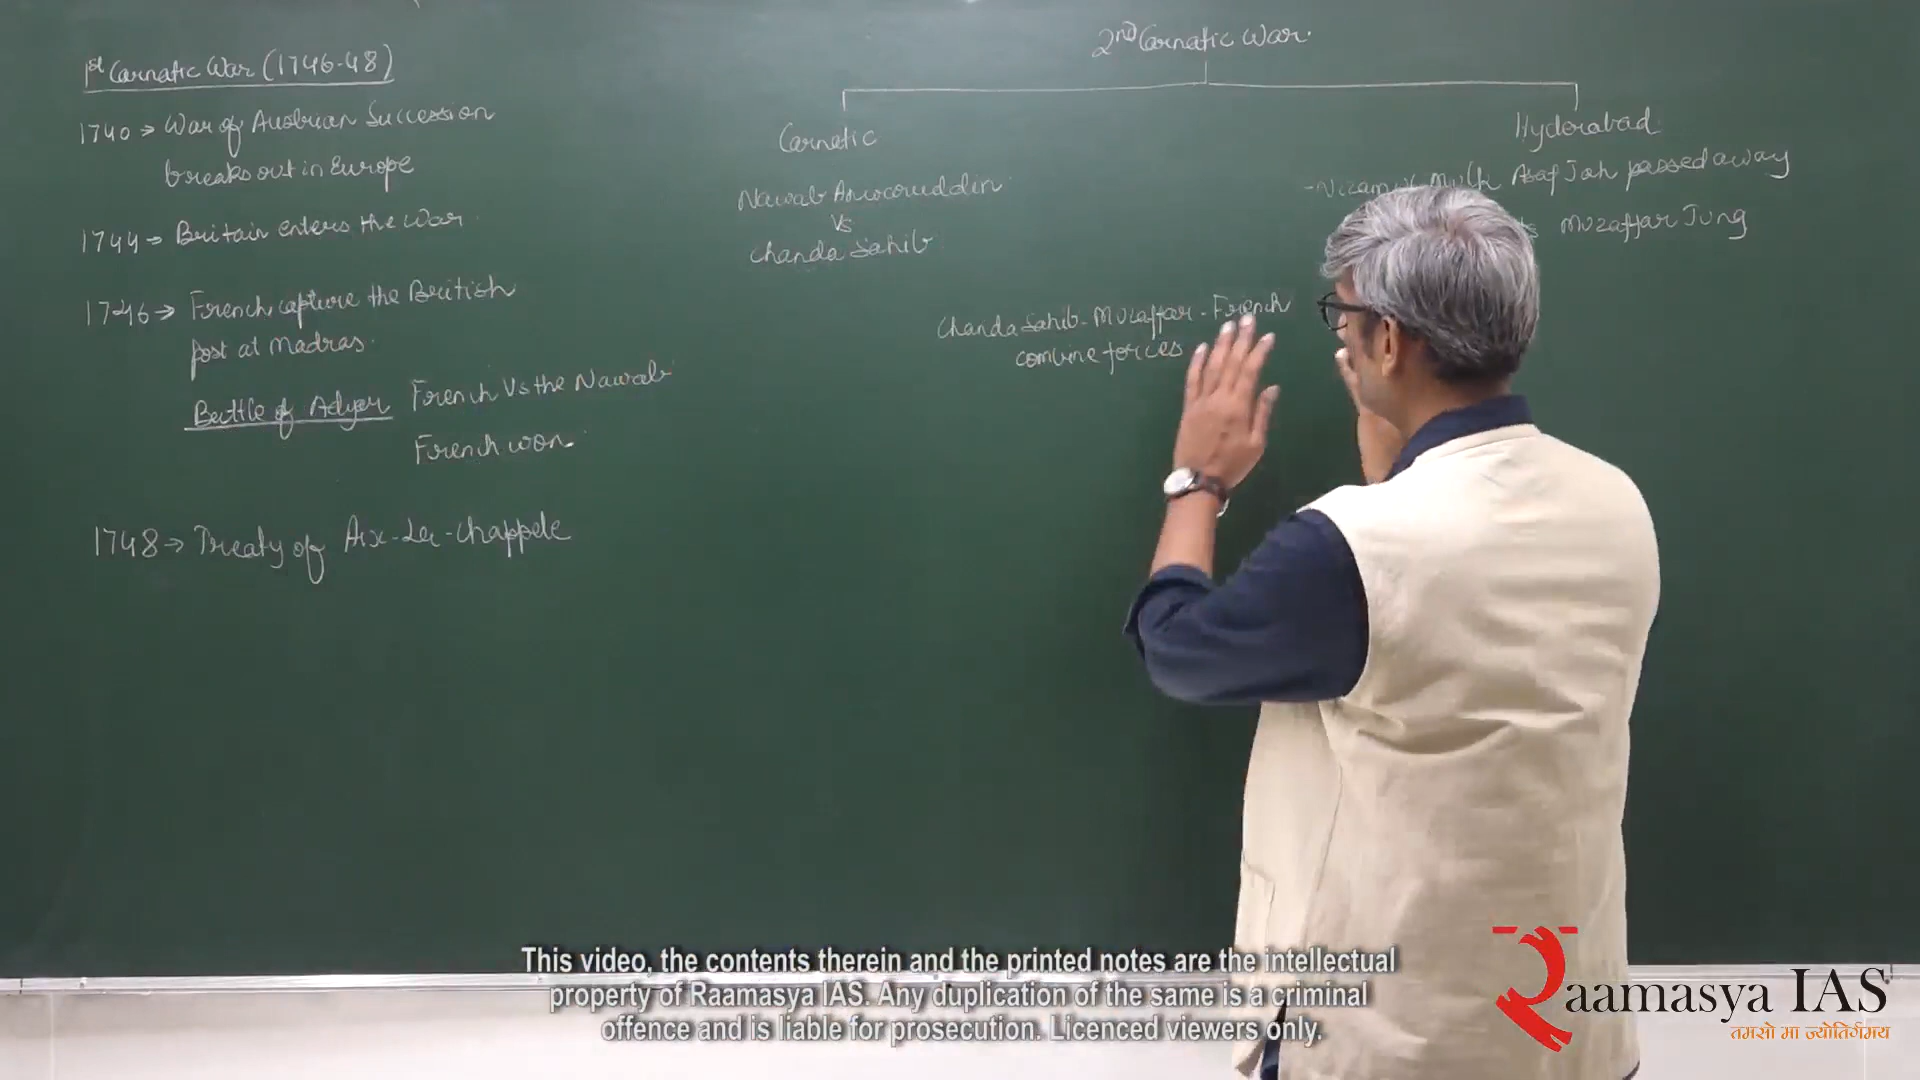 1st Carnatic War (1746-48)
1740 → War of Austrian Succession
breaks out in Europe
1744 → Britain enters the War
1746 → French capture the British
post at Madras.
Battle of Adyar French Vs the Nawab
French won.
1748 → Treaty of Aix-La-Chappele
2nd Carnatic War.
Carnatic
Nawab Anwaruddin
Vs
Chanda Sahib
Hyderabad
Mulk Asaf Jah passed away
Muzaffar Jung
Chanda Sahib - Muzaffar - French
combine forces
This video, the contents therein and the printed notes are the intellectual
property of Raamasya IAS. Any duplication of the same is a criminal
offence and is liable for prosecution. Licenced viewers only.
Raamasya IAS
तमसो मा ज्योतिर्गमय